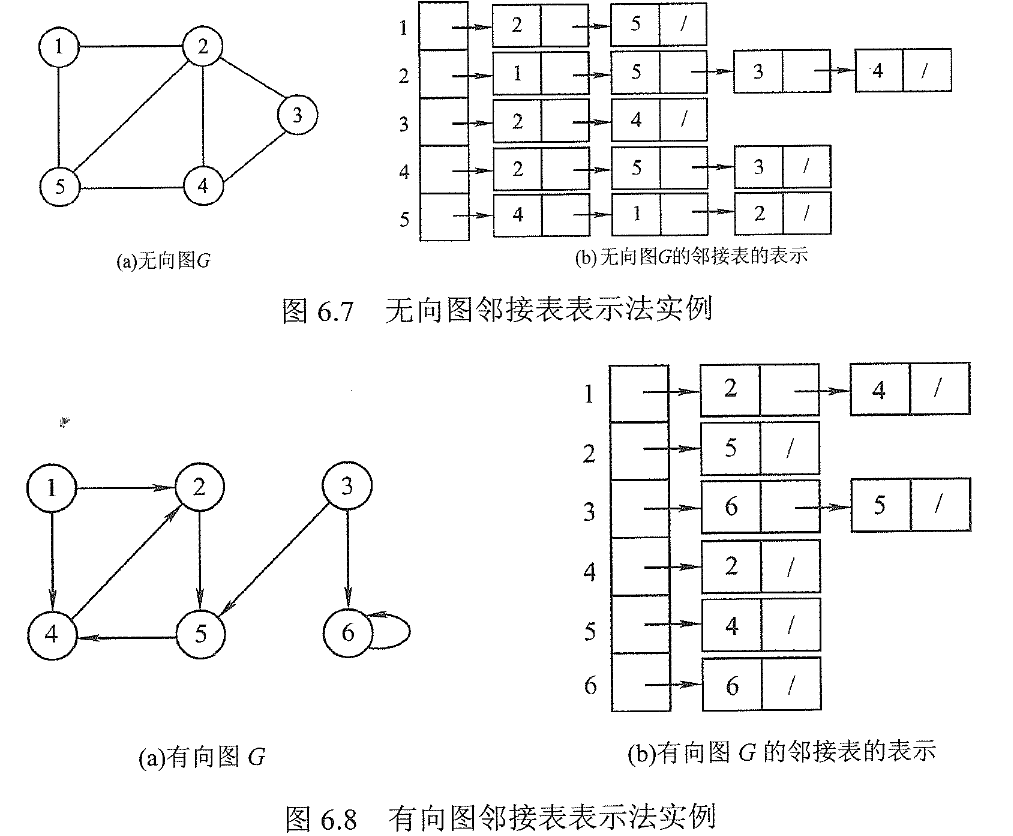 1 2 3 5 4
1 2 5 /
2 1 5 3 4 /
3 2 4 /
4 2 5 3 /
5 4 1 2 /
(a)无向图G
(b)无向图G的邻接表的表示
图 6.7 无向图邻接表表示法实例
1 2 3
4 5 6
1 2 4 /
2 5 /
3 6 5 /
4 2 /
5 4 /
6 6 /
(a)有向图 G
(b)有向图 G 的邻接表的表示
图 6.8 有向图邻接表表示法实例